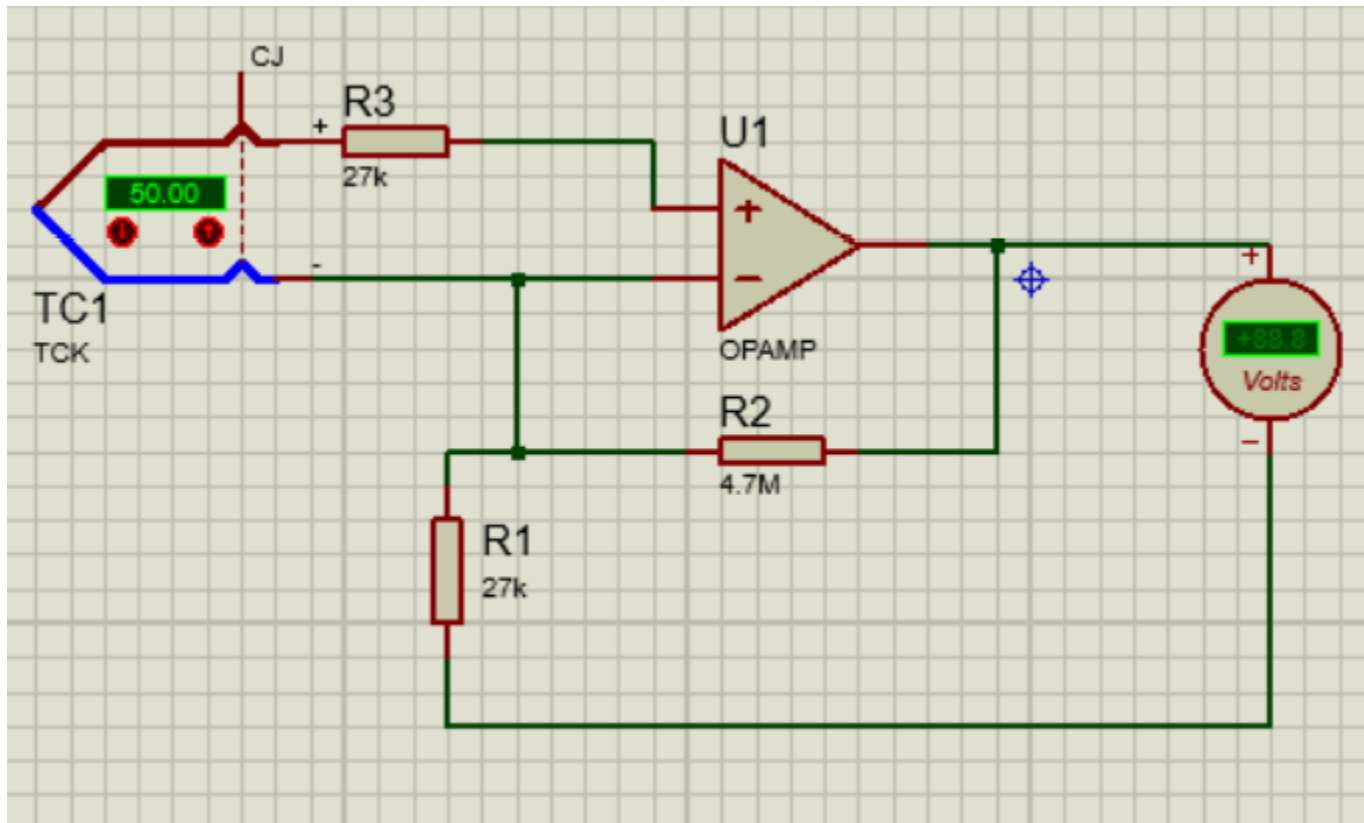 CJ
R3
+
27k
U1
50.00
+
-
−
TC1
TCK
OPAMP
+
+88.8
Volts
−
R2
4.7M
R1
27k